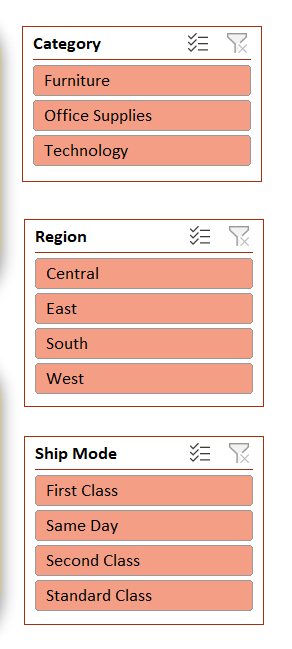 Category
Furniture
Office Supplies
Technology
Region
Central
East
South
West
Ship Mode
First Class
Same Day
Second Class
Standard Class